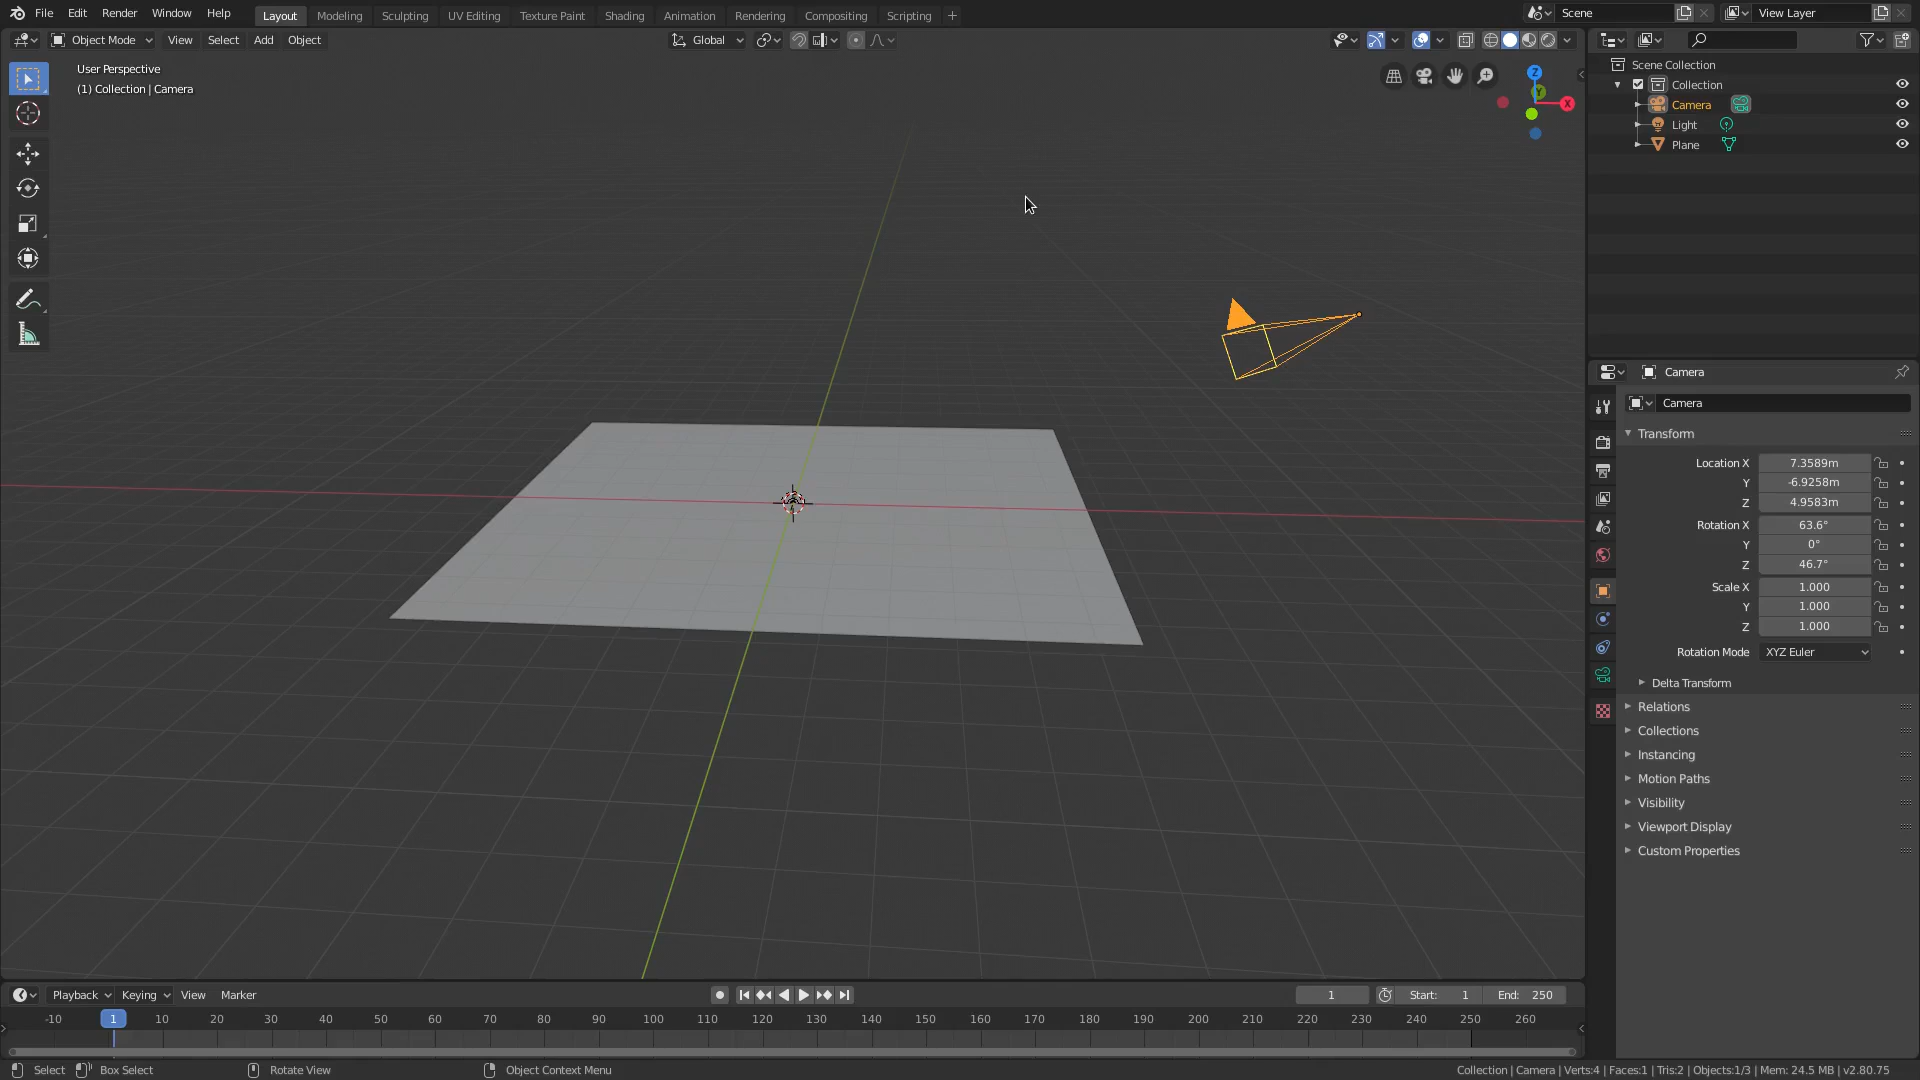 File Edit Render Window Help Layout Modeling Sculpting UV Editing Texture Paint Shading Animation Rendering Compositing Scripting + Scene View Layer
Object Mode View Select Add Object Global
User Perspective
(1) Collection | Camera
Z
Y
X
Scene Collection
Collection
Camera
Light
Plane
Camera
Camera
Transform
Location X 7.3589m
Y -6.9258m
Z 4.9583m
Rotation X 63.6°
Y 0°
Z 46.7°
Scale X 1.000
Y 1.000
Z 1.000
Rotation Mode XYZ Euler
Delta Transform
Relations
Collections
Instancing
Motion Paths
Visibility
Viewport Display
Custom Properties
Playback Keying View Marker 1 Start: 1 End: 250
-10 1 10 20 30 40 50 60 70 80 90 100 110 120 130 140 150 160 170 180 190 200 210 220 230 240 250 260
Select Box Select Rotate View Object Context Menu Collection | Camera | Verts:4 | Faces:1 | Tris:2 | Objects:1/3 | Mem: 24.5 MB | v2.80.75